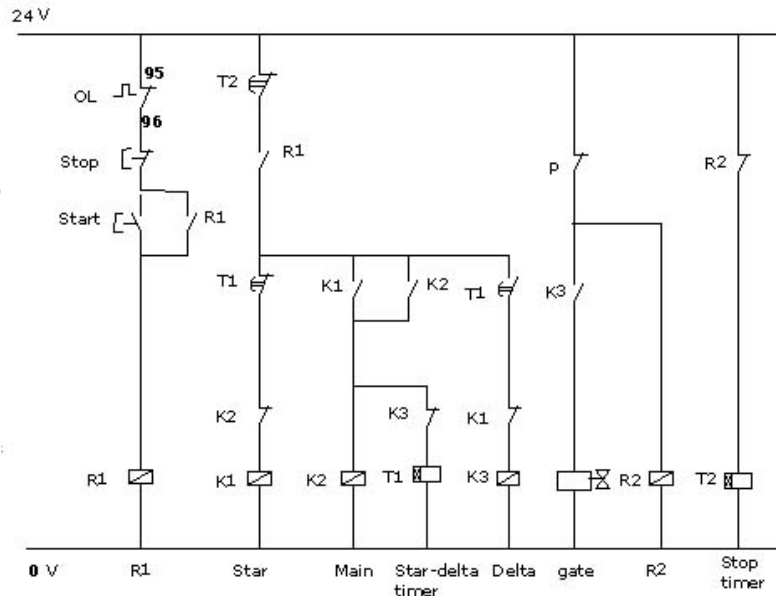 24 V
95
OL
T2
96
Stop
R1
P
R2
Start
R1
T1
K1
K2
T1
K3
K2
K3
K1
R1
K1
K2
T1
K3
R2
T2
0 V
R1
Star
Main
Star-delta timer
Delta
gate
R2
Stop timer